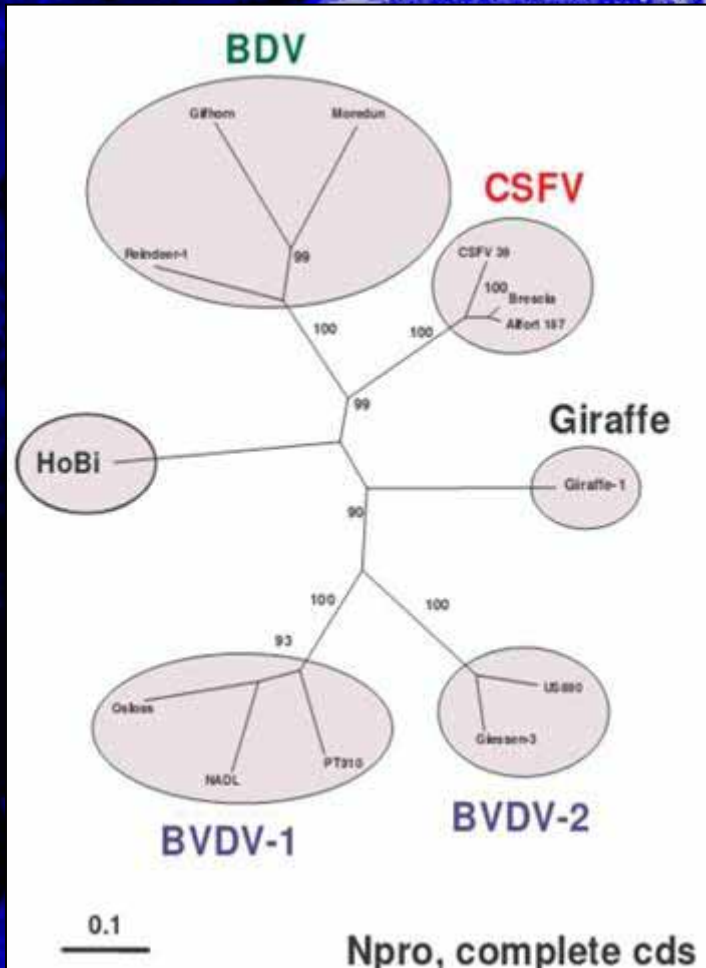 BDV
Gifhorn
Moredun
CSFV
CSFV 39
Reindeer-1
99
100
Brescia
Alfort 187
100
100
99
Giraffe
HoBi
Giraffe-1
90
100
100
93
Osloss
US890
Giessen-3
PT810
NADL
BVDV-2
BVDV-1
0.1
Npro, complete cds